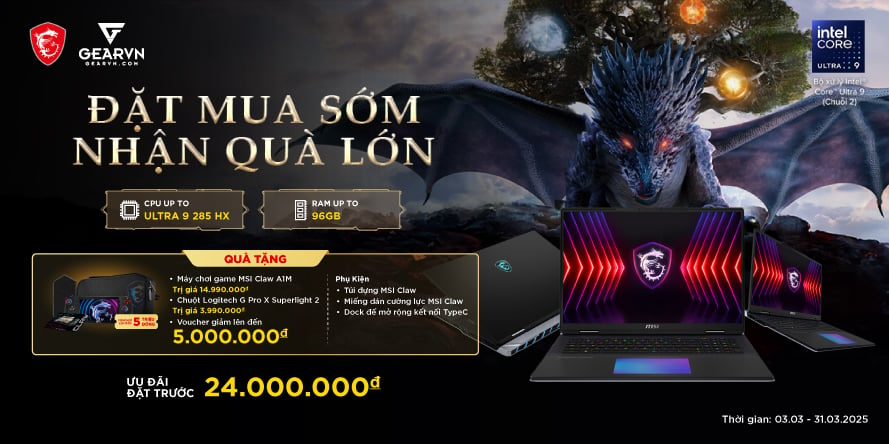 GEARVN
GEARVN.COM
intel
CORE
ULTRA 9
Bộ xử lý Intel®
Core™ Ultra 9
(Chuỗi 2)
ĐẶT MUA SỚM
NHẬN QUÀ LỚN
CPU UP TO
ULTRA 9 285 HX
RAM UP TO
96GB
QUÀ TẶNG
• Máy chơi game MSI Claw A1M
Trị giá 14.990.000đ
• Chuột Logitech G Pro X Superlight 2
Trị giá 3.990.000đ
• Voucher giảm lên đến
5.000.000đ
Phụ Kiện
• Túi đựng MSI Claw
• Miếng dán cường lực MSI Claw
• Dock đế mở rộng kết nối TypeC
5 TRIỆU
ĐỒNG
ƯU ĐÃI
ĐẶT TRƯỚC
24.000.000đ
msi
Thời gian: 03.03 - 31.03.2025